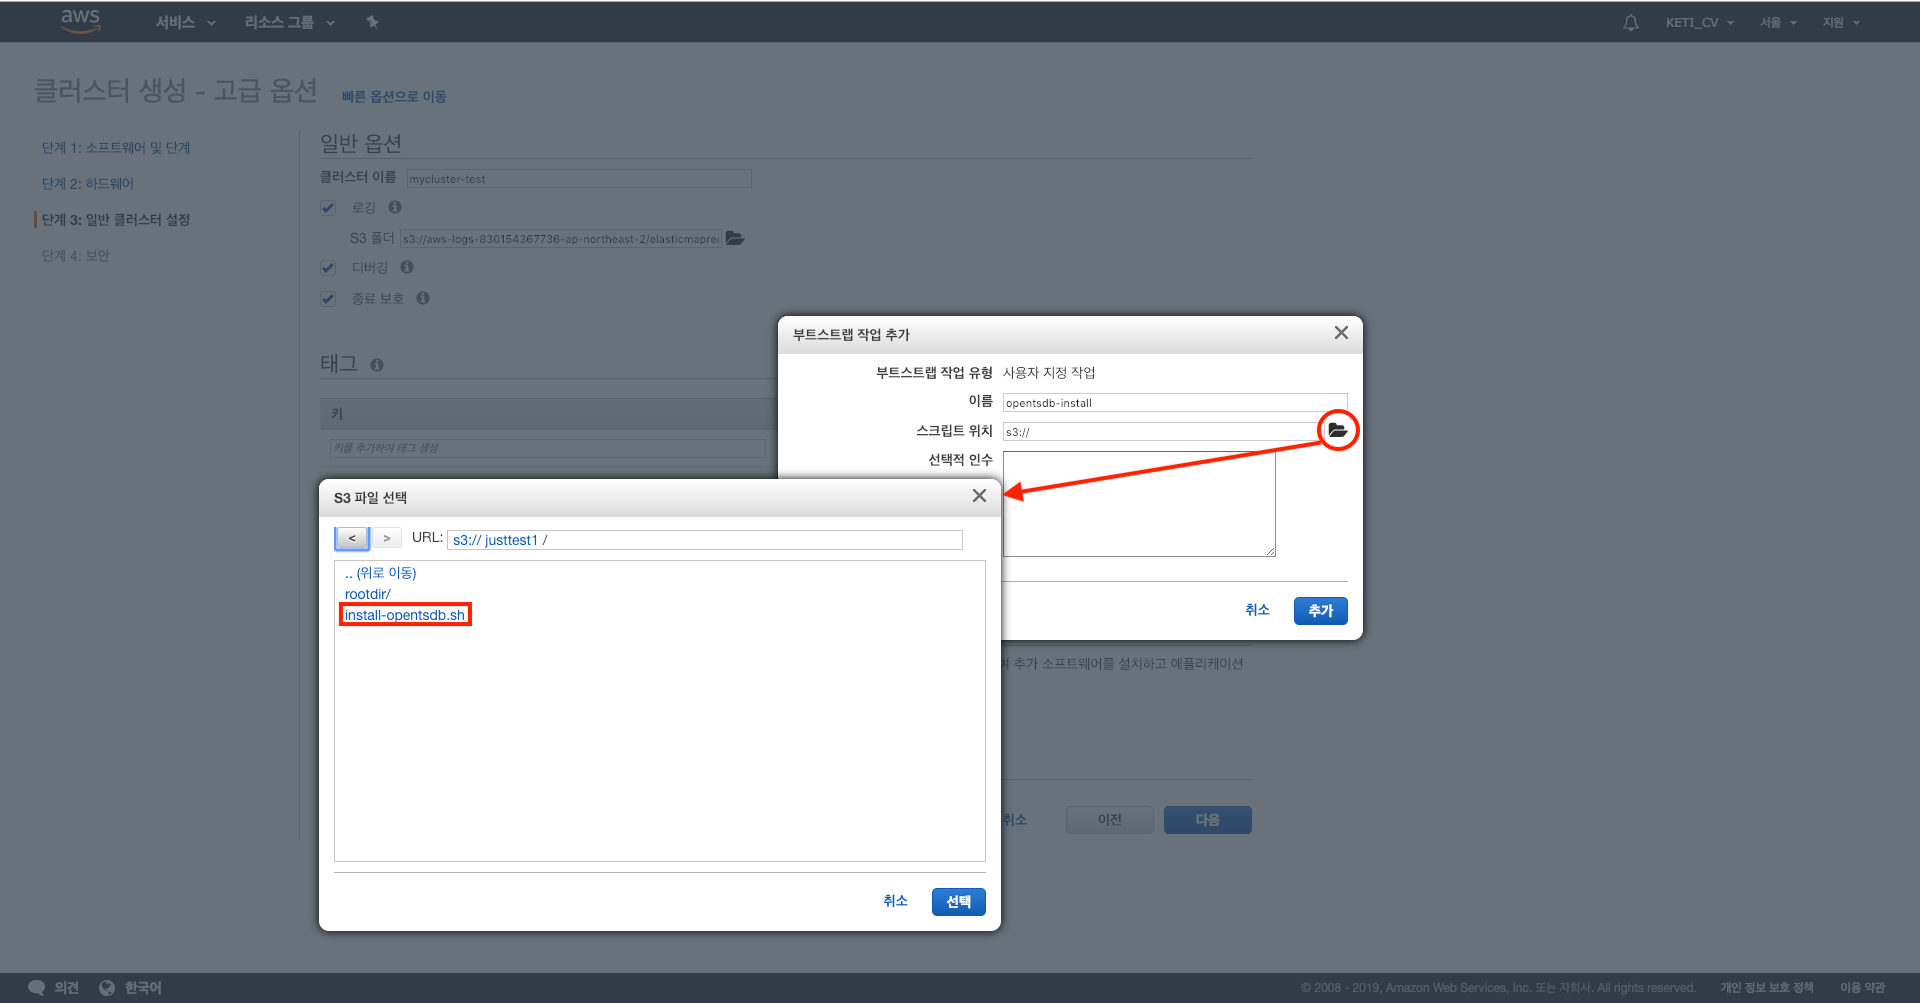 aws 서비스 리소스 그룹 KETI_CV 서울 지원
클러스터 생성 - 고급 옵션 빠른 옵션으로 이동
단계 1: 소프트웨어 및 단계
단계 2: 하드웨어
단계 3: 일반 클러스터 설정
단계 4: 보안
일반 옵션
클러스터 이름 mycluster-test
로깅
S3 폴더 s3://aws-logs-830154367736-ap-northeast-2/elasticmapre
디버깅
종료 보호
태그
키
키를 추가하여 태그 생성
부트스트랩 작업 추가
부트스트랩 작업 유형 사용자 지정 작업
이름 opentsdb-install
스크립트 위치 s3://
선택적 인수
취소 추가
S3 파일 선택
< > URL: s3:// justtest1 /
.. (위로 이동)
rootdir/
install-opentsdb.sh
취소 선택
추가 소프트웨어를 설치하고 애플리케이션
취소 이전 다음
의견 한국어 © 2008 - 2019, Amazon Web Services, Inc. 또는 자회사. All rights reserved. 개인 정보 보호 정책 이용 약관